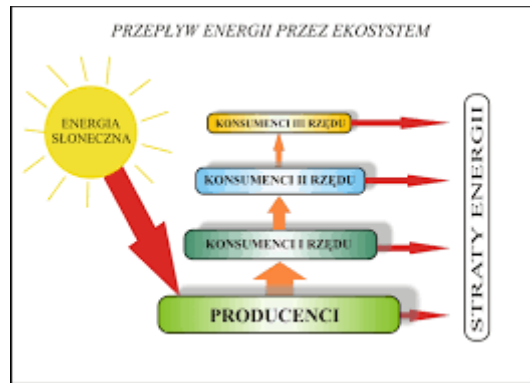 PRZEPŁYW ENERGII PRZEZ EKOSYSTEM
ENERGIA
SŁONECZNA
KONSUMENCI III RZĘDU
KONSUMENCI II RZĘDU
KONSUMENCI I RZĘDU
PRODUCENCI
STRATY ENERGII